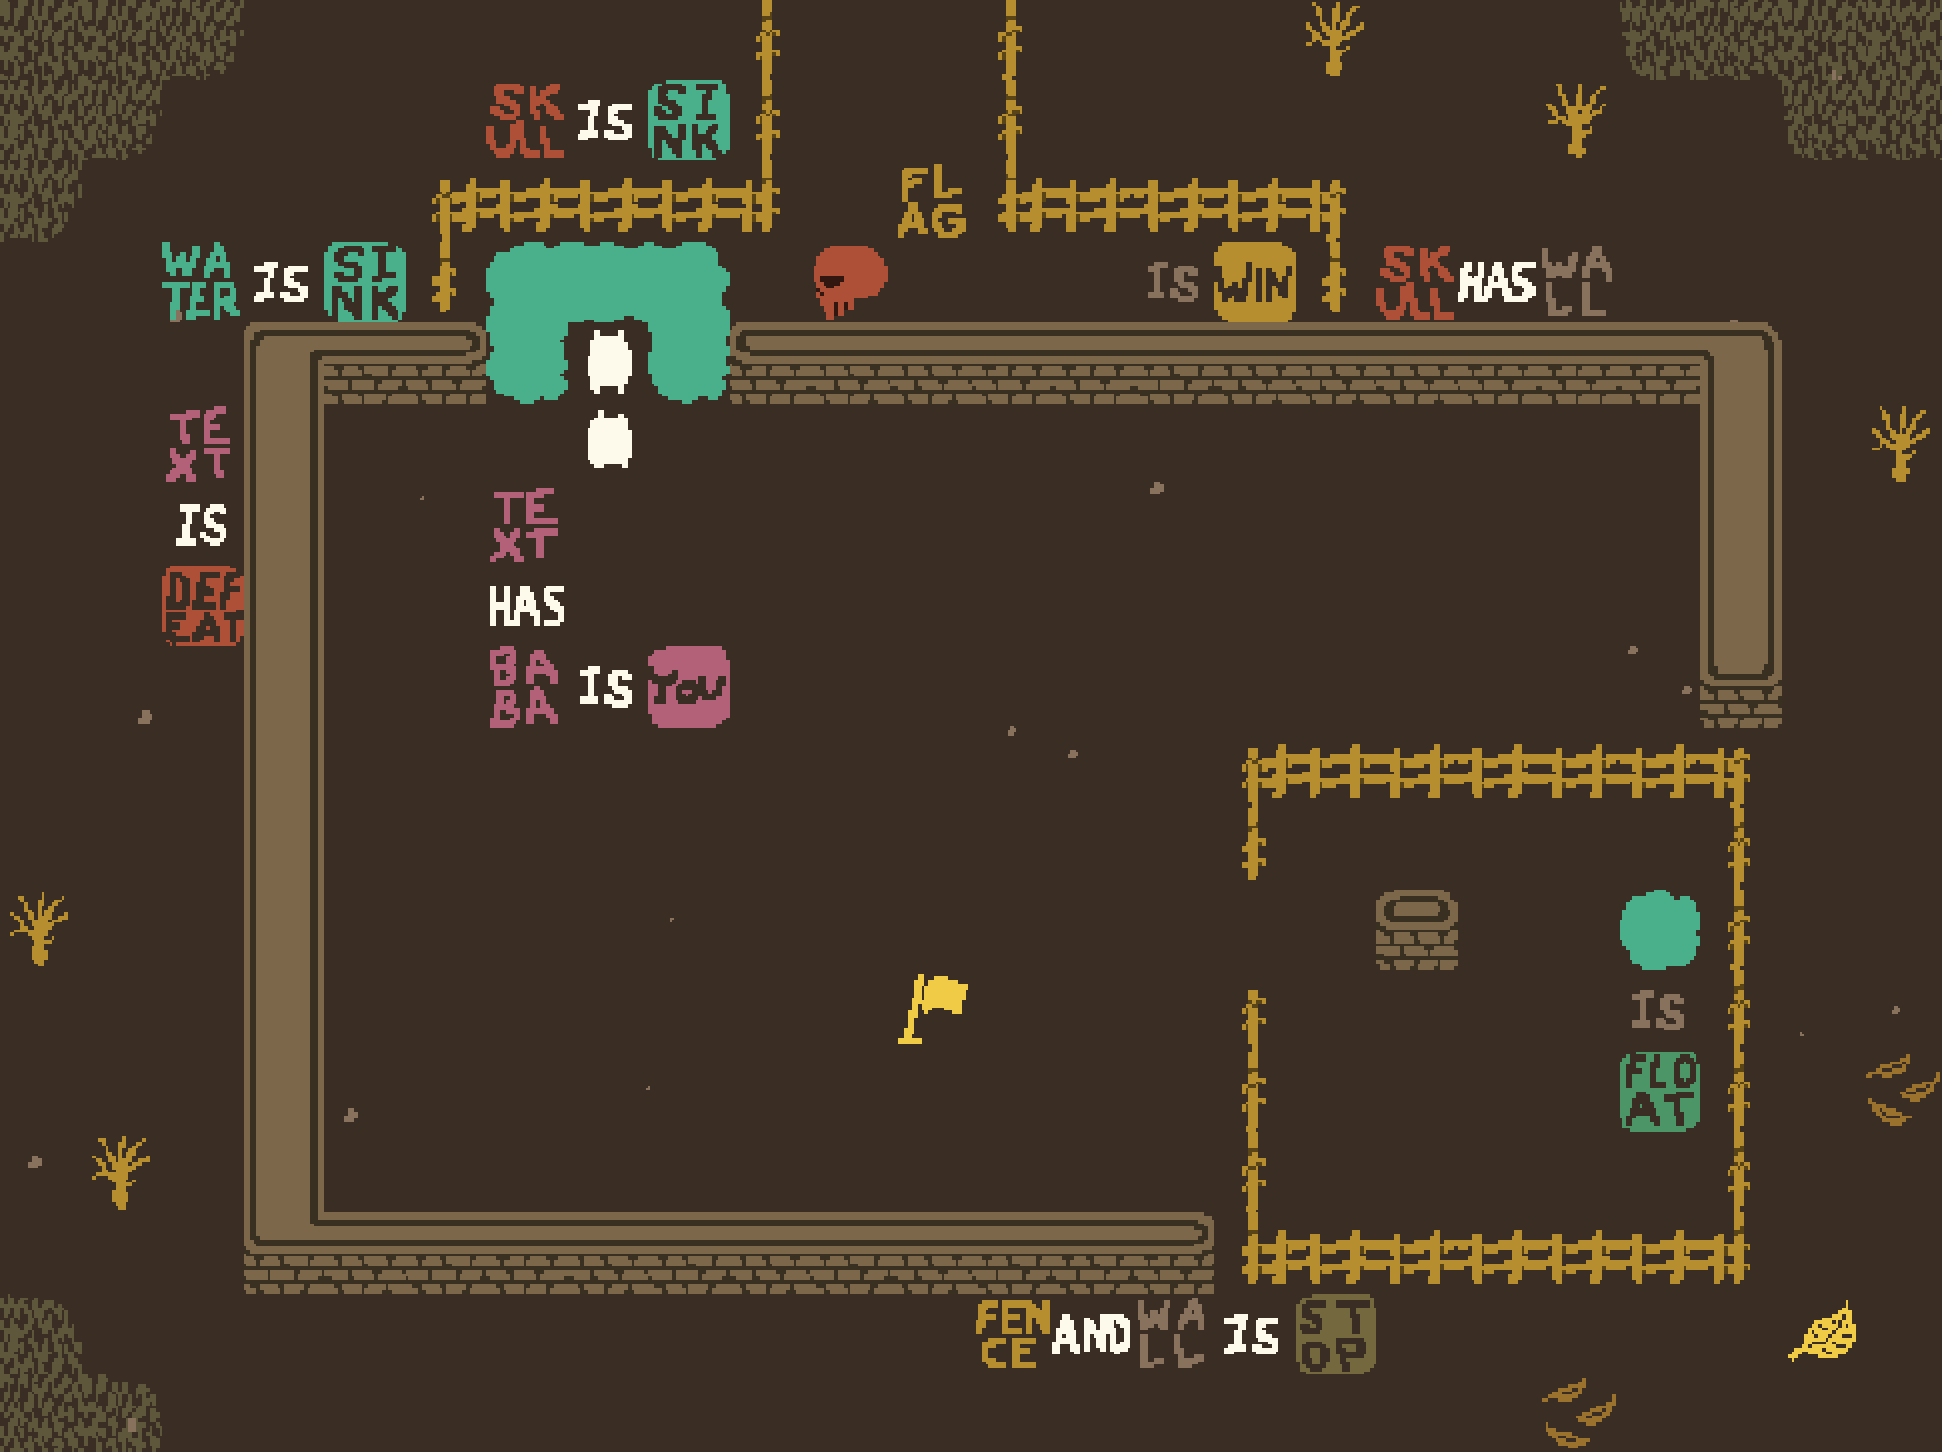 SKULL IS SINK
FLAG
WATER IS SINK
IS WIN
SKULL HAS WALL
TEXT
IS
DEFEAT
TEXT
HAS
BABA IS YOU
IS
FLOAT
FENCE AND WALL IS STOP